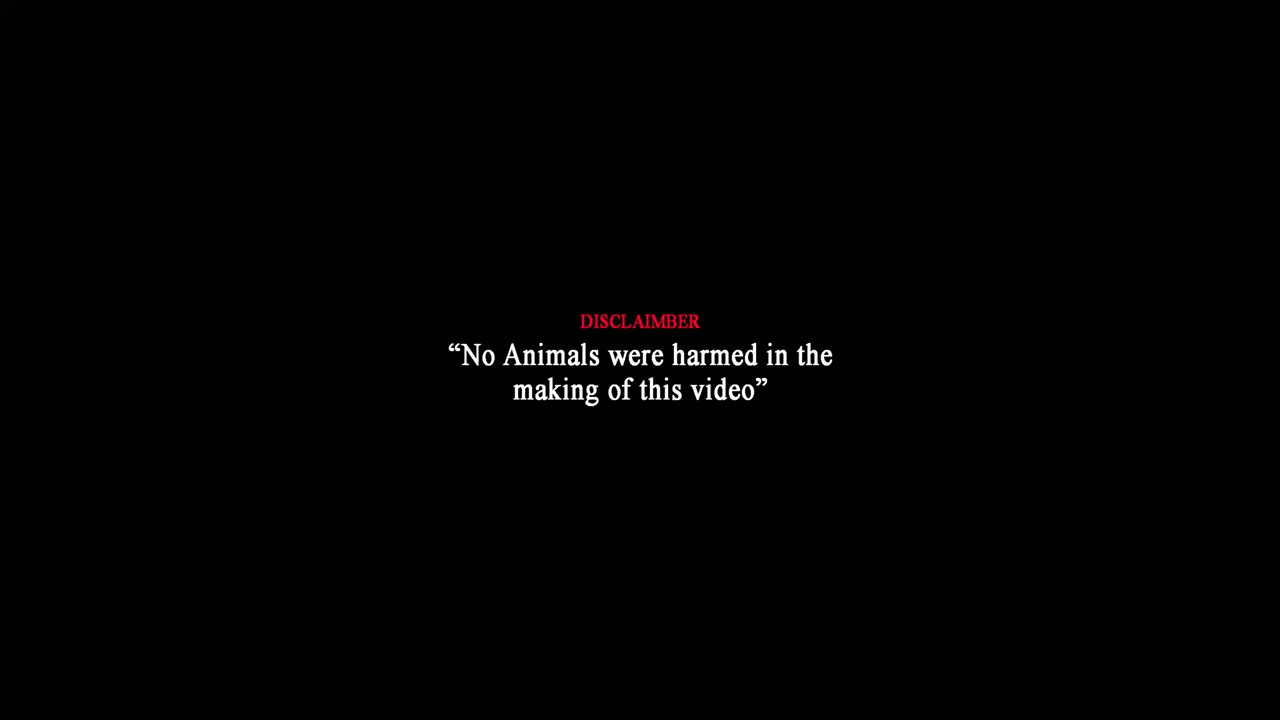 DISCLAIMBER
“No Animals were harmed in the
making of this video”